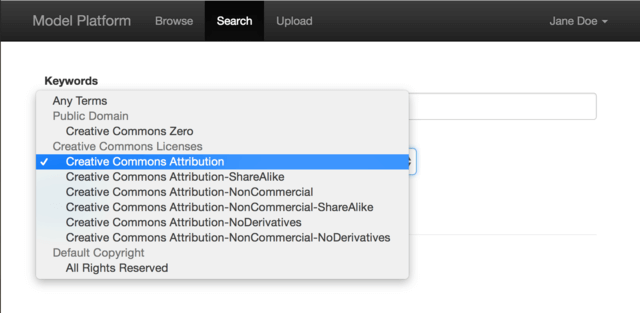 Model Platform Browse Search Upload Jane Doe
Keywords
Any Terms
Public Domain
Creative Commons Zero
Creative Commons Licenses
✓ Creative Commons Attribution
Creative Commons Attribution-ShareAlike
Creative Commons Attribution-NonCommercial
Creative Commons Attribution-NonCommercial-ShareAlike
Creative Commons Attribution-NoDerivatives
Creative Commons Attribution-NonCommercial-NoDerivatives
Default Copyright
All Rights Reserved